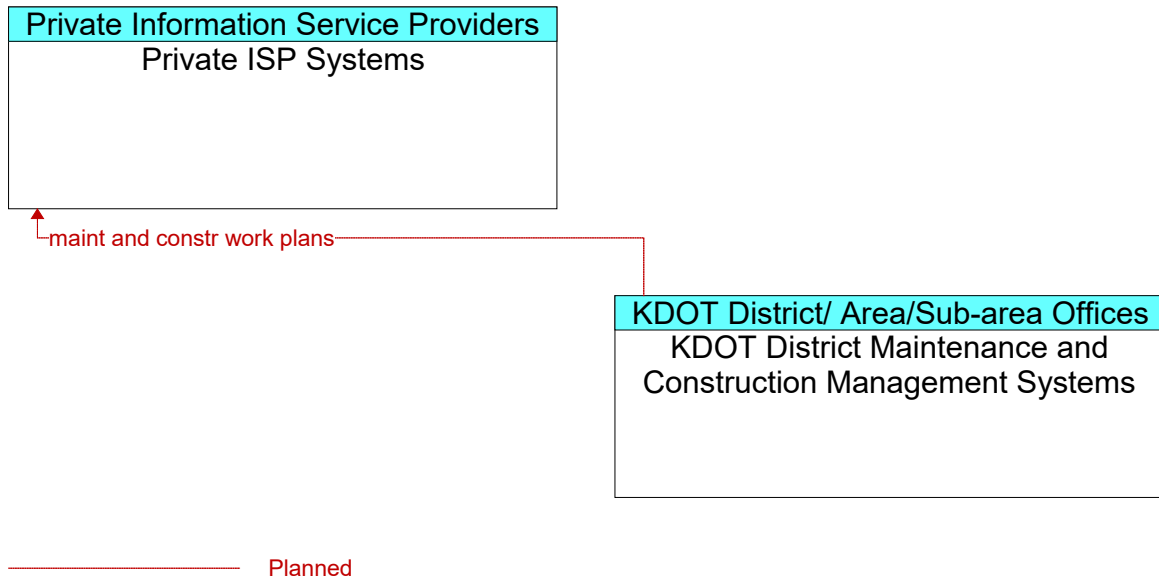 Private Information Service Providers
Private ISP Systems
maint and constr work plans
KDOT District/ Area/Sub-area Offices
KDOT District Maintenance and
Construction Management Systems
Planned